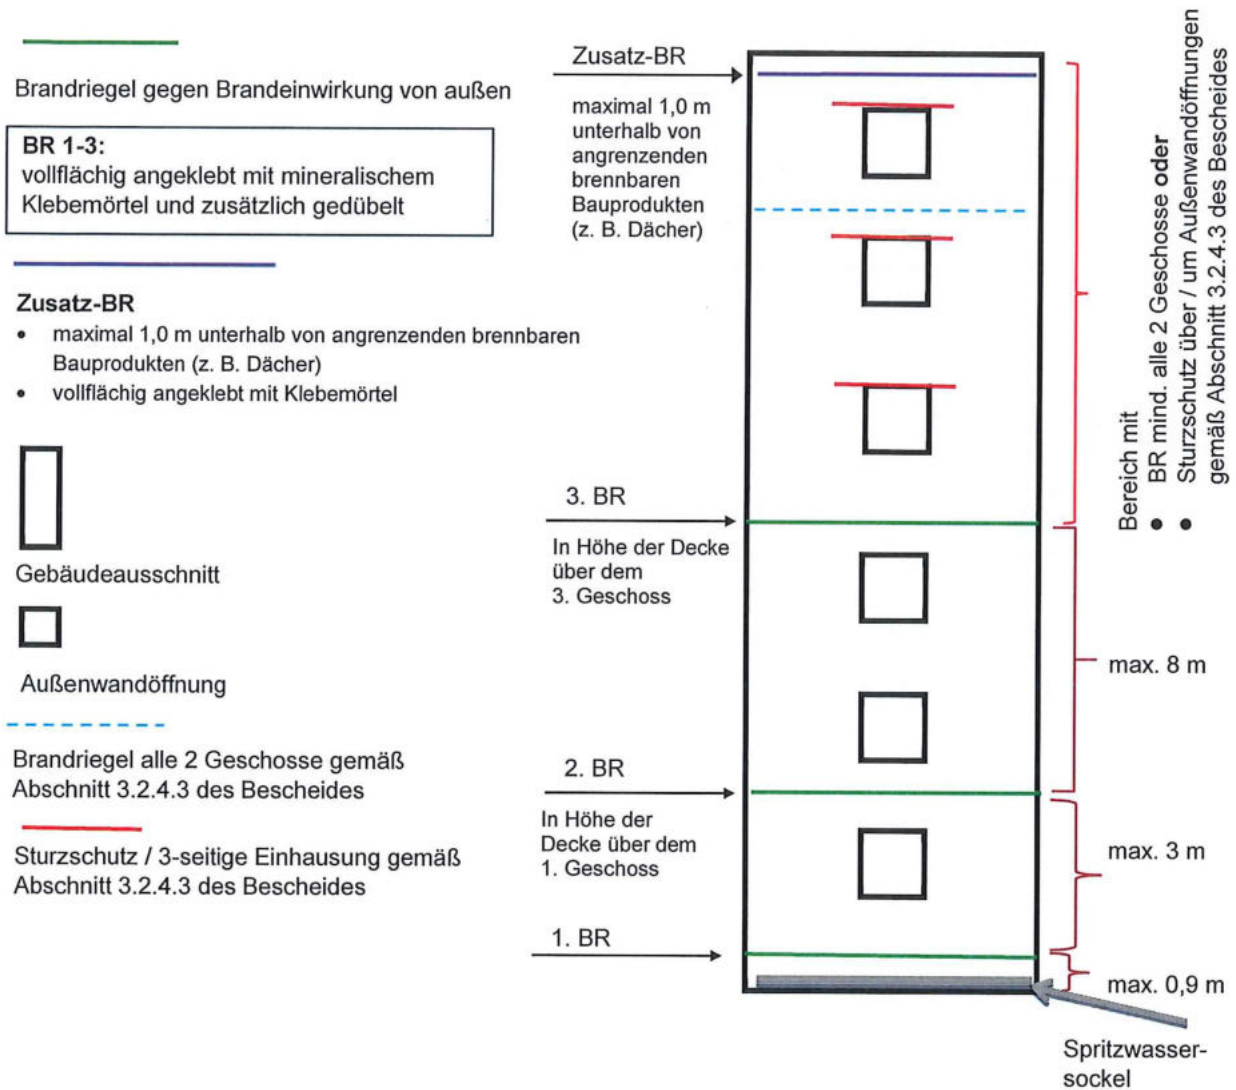 Brandriegel gegen Brandeinwirkung von außen
BR 1-3:
vollflächig angeklebt mit mineralischem
Klebemörtel und zusätzlich gedübelt
Zusatz-BR
• maximal 1,0 m unterhalb von angrenzenden brennbaren
Bauprodukten (z. B. Dächer)
• vollflächig angeklebt mit Klebemörtel
Gebäudeausschnitt
Außenwandöffnung
Brandriegel alle 2 Geschosse gemäß
Abschnitt 3.2.4.3 des Bescheides
Sturzschutz / 3-seitige Einhausung gemäß
Abschnitt 3.2.4.3 des Bescheides
Zusatz-BR
maximal 1,0 m
unterhalb von
angrenzenden
brennbaren
Bauprodukten
(z. B. Dächer)
3. BR
In Höhe der Decke
über dem
3. Geschoss
2. BR
In Höhe der
Decke über dem
1. Geschoss
1. BR
Bereich mit
• BR mind. alle 2 Geschosse oder
• Sturzschutz über / um Außenwandöffnungen
gemäß Abschnitt 3.2.4.3 des Bescheides
max. 8 m
max. 3 m
max. 0,9 m
Spritzwasser-
sockel